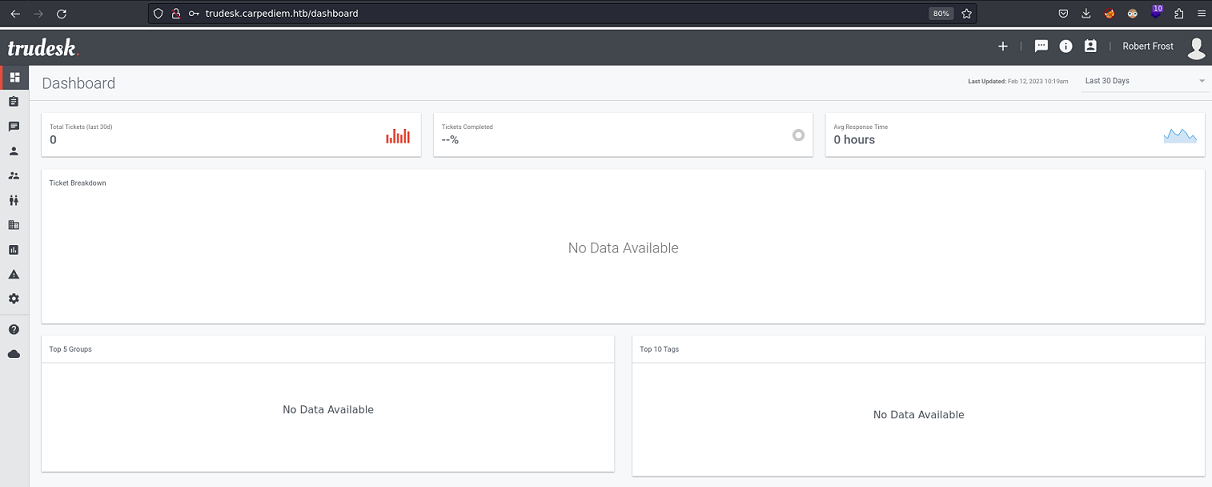 trudesk.carpediem.htb/dashboard
80%
10
trudesk.
Robert Frost
Dashboard
Last Updated: Feb 12, 2023 10:19am
Last 30 Days
Total Tickets (last 30d)
0
Tickets Completed
--%
Avg Response Time
0 hours
Ticket Breakdown
No Data Available
Top 5 Groups
No Data Available
Top 10 Tags
No Data Available